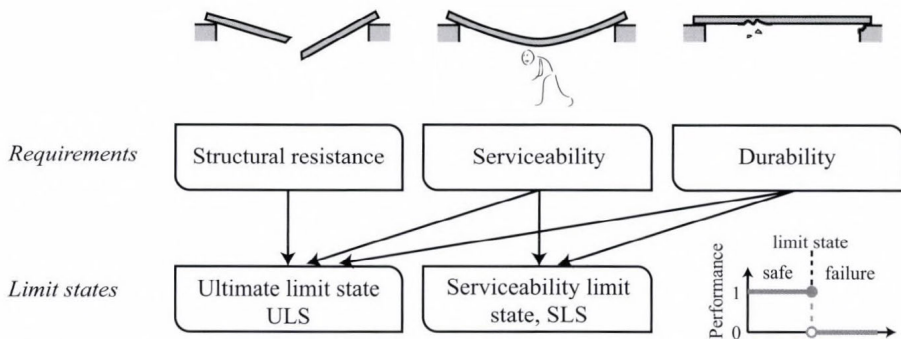 Requirements
Structural resistance
Serviceability
Durability
Limit states
Ultimate limit state
ULS
Serviceability limit
state, SLS
limit state
safe
failure
Performance
1
0